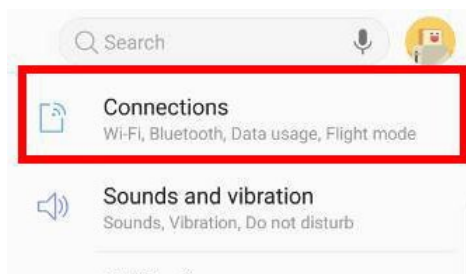 Search
Connections
Wi-Fi, Bluetooth, Data usage, Flight mode
Sounds and vibration
Sounds, Vibration, Do not disturb